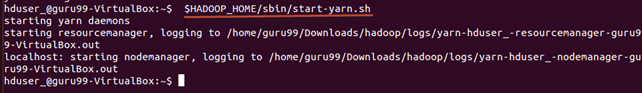 hduser_@guru99-VirtualBox:~$ $HADOOP_HOME/sbin/start-yarn.sh
starting yarn daemons
starting resourcemanager, logging to /home/guru99/Downloads/hadoop/logs/yarn-hduser_-resourcemanager-guru9
9-VirtualBox.out
localhost: starting nodemanager, logging to /home/guru99/Downloads/hadoop/logs/yarn-hduser_-nodemanager-gu
ru99-VirtualBox.out
hduser_@guru99-VirtualBox:~$